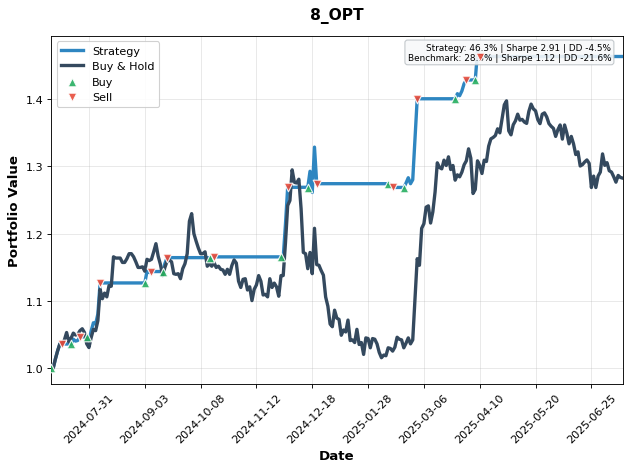 8_OPT
Strategy: 46.3% | Sharpe 2.91 | DD -4.5%
Benchmark: 28. % | Sharpe 1.12 | DD -21.6%
Strategy
Buy & Hold
Buy
Sell
Portfolio Value
1.4
1.3
1.2
1.1
1.0
2024-07-31
2024-09-03
2024-10-08
2024-11-12
2024-12-18
2025-01-28
2025-03-06
2025-04-10
2025-05-20
2025-06-25
Date